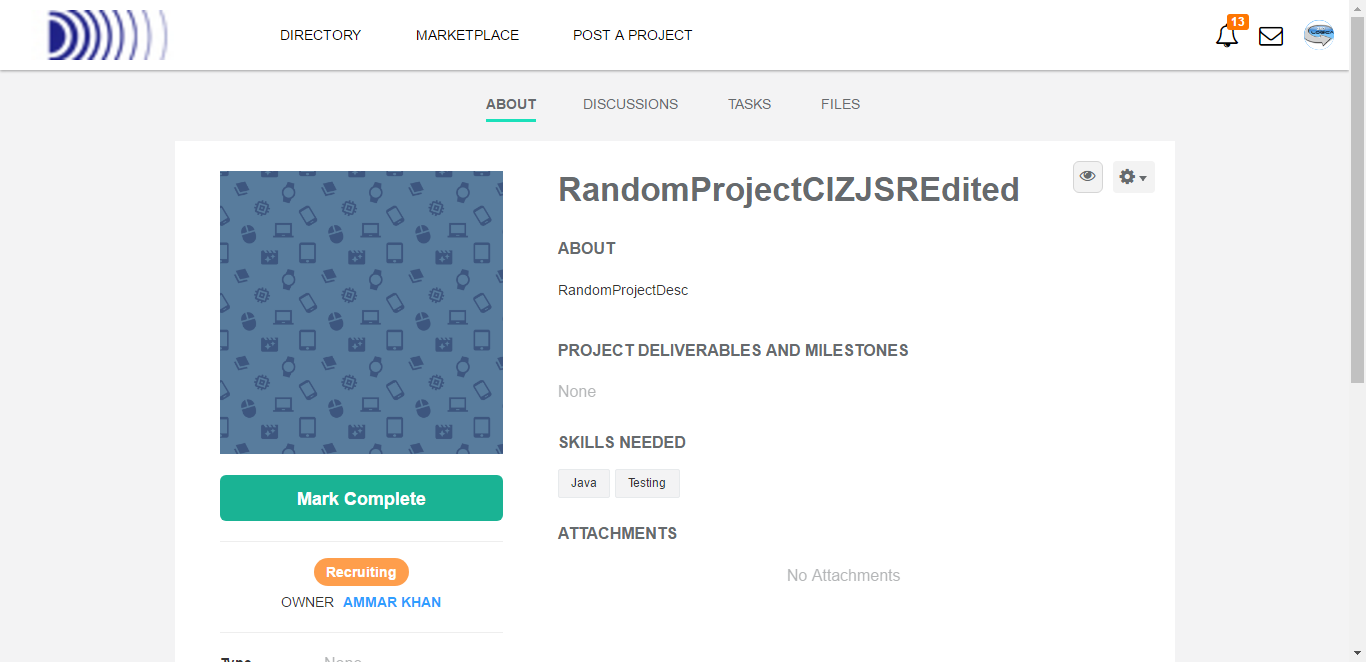 DIRECTORY MARKETPLACE POST A PROJECT 13
ABOUT DISCUSSIONS TASKS FILES
RandomProjectCIZJSREdited
ABOUT
RandomProjectDesc
PROJECT DELIVERABLES AND MILESTONES
None
SKILLS NEEDED
Java Testing
ATTACHMENTS
No Attachments
Mark Complete
Recruiting
OWNER AMMAR KHAN
Type None